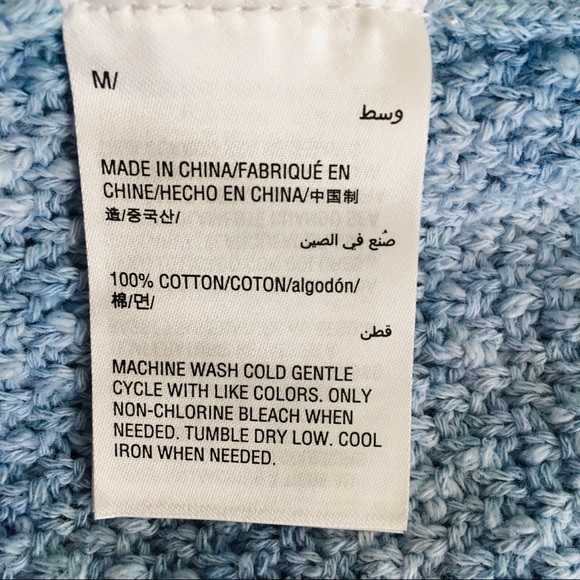 M/
وسط
MADE IN CHINA/FABRIQUÉ EN
CHINE/HECHO EN CHINA/中国制
造/중국산/
صُنع في الصين
100% COTTON/COTON/algodón/
棉/면/
قطن
MACHINE WASH COLD GENTLE
CYCLE WITH LIKE COLORS. ONLY
NON-CHLORINE BLEACH WHEN
NEEDED. TUMBLE DRY LOW. COOL
IRON WHEN NEEDED.